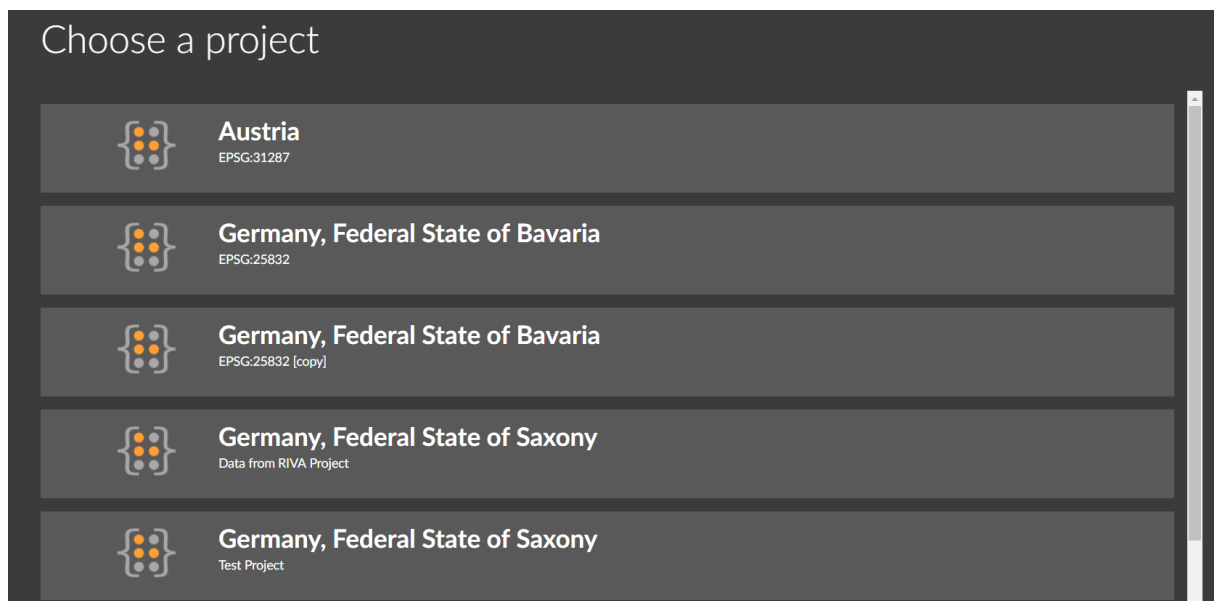 Choose a project
Austria
EPSG:31287
Germany, Federal State of Bavaria
EPSG:25832
Germany, Federal State of Bavaria
EPSG:25832 [copy]
Germany, Federal State of Saxony
Data from RIVA Project
Germany, Federal State of Saxony
Test Project